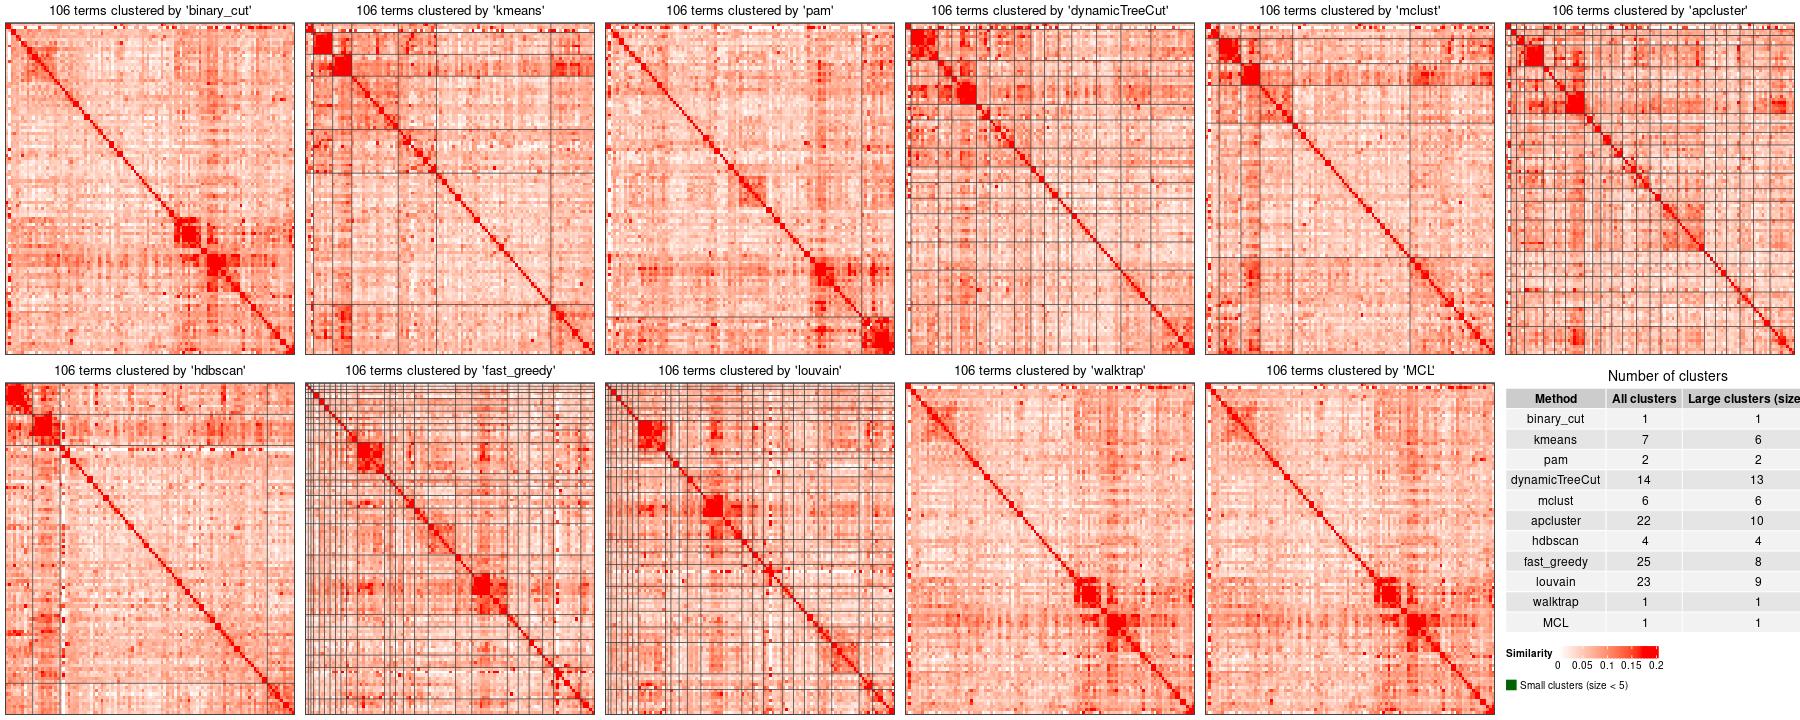 106 terms clustered by 'binary_cut'
106 terms clustered by 'kmeans'
106 terms clustered by 'pam'
106 terms clustered by 'dynamicTreeCut'
106 terms clustered by 'mclust'
106 terms clustered by 'apcluster'
106 terms clustered by 'hdbscan'
106 terms clustered by 'fast_greedy'
106 terms clustered by 'louvain'
106 terms clustered by 'walktrap'
106 terms clustered by 'MCL'
Number of clusters
Method All clusters Large clusters (size
binary_cut 1 1
kmeans 7 6
pam 2 2
dynamicTreeCut 14 13
mclust 6 6
apcluster 22 10
hdbscan 4 4
fast_greedy 25 8
louvain 23 9
walktrap 1 1
MCL 1 1
Similarity
0 0.05 0.1 0.15 0.2
Small clusters (size < 5)